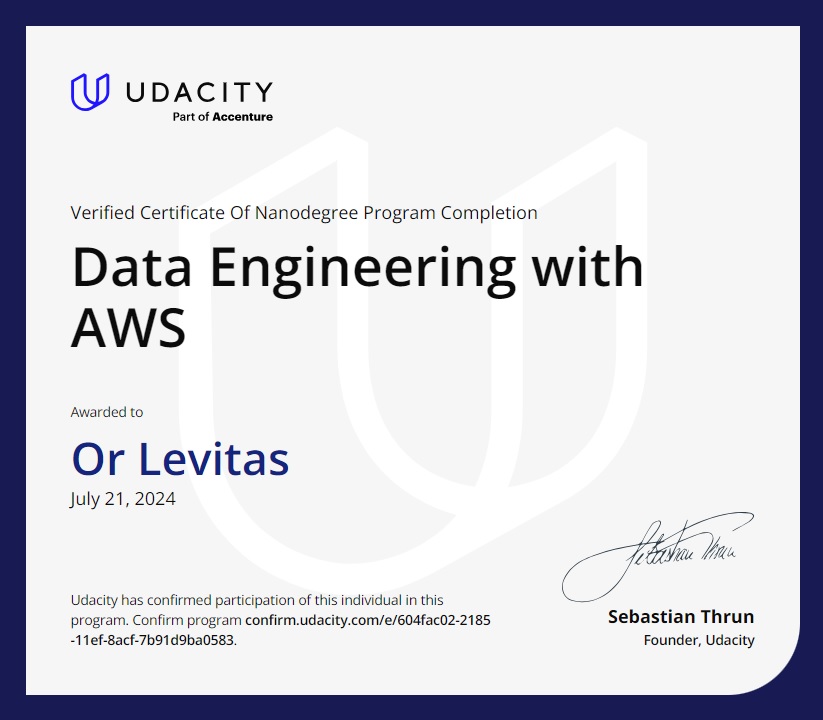 UDACITY
Part of Accenture
Verified Certificate Of Nanodegree Program Completion
Data Engineering with
AWS
Awarded to
Or Levitas
July 21, 2024
Udacity has confirmed participation of this individual in this
program. Confirm program confirm.udacity.com/e/604fac02-2185
-11ef-8acf-7b91d9ba0583.
Sebastian Thrun
Sebastian Thrun
Founder, Udacity